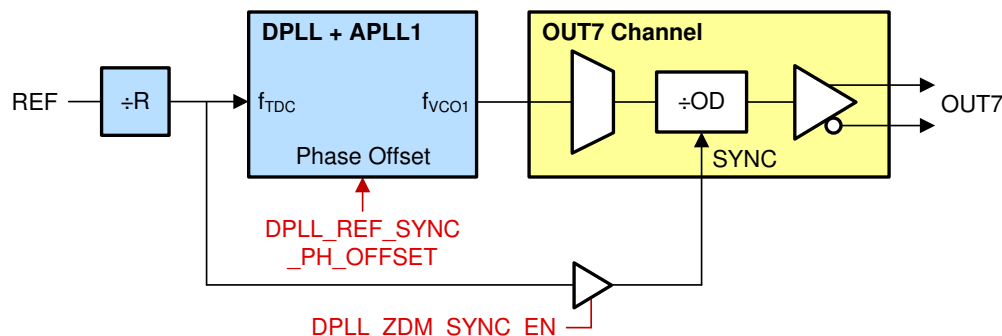 DPLL + APLL1
OUT7 Channel
REF
÷R
fTDC
fVCO1
÷OD
OUT7
Phase Offset
SYNC
DPLL_REF_SYNC
_PH_OFFSET
DPLL_ZDM_SYNC_EN